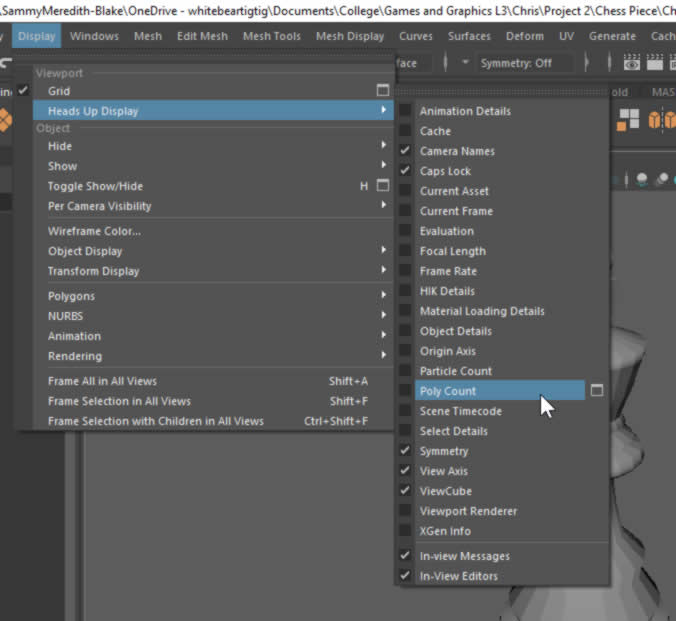 \SammyMeredith-Blake\OneDrive - whitebeartigtig\Documents\College\Games and Graphics L3\Chris\Project 2\Chess Piece\Ch
Display Windows Mesh Edit Mesh Mesh Tools Mesh Display Curves Surfaces Deform UV Generate Cach
face Symmetry: Off
Viewport
Grid
Heads Up Display
Object
Hide
Show
Toggle Show/Hide H
Per Camera Visibility
Wireframe Color...
Object Display
Transform Display
Polygons
NURBS
Animation
Rendering
Frame All in All Views Shift+A
Frame Selection in All Views Shift+F
Frame Selection with Children in All Views Ctrl+Shift+F
old MAS
Animation Details
Cache
Camera Names
Caps Lock
Current Asset
Current Frame
Evaluation
Focal Length
Frame Rate
HIK Details
Material Loading Details
Object Details
Origin Axis
Particle Count
Poly Count
Scene Timecode
Select Details
Symmetry
View Axis
ViewCube
Viewport Renderer
XGen Info
In-view Messages
In-View Editors